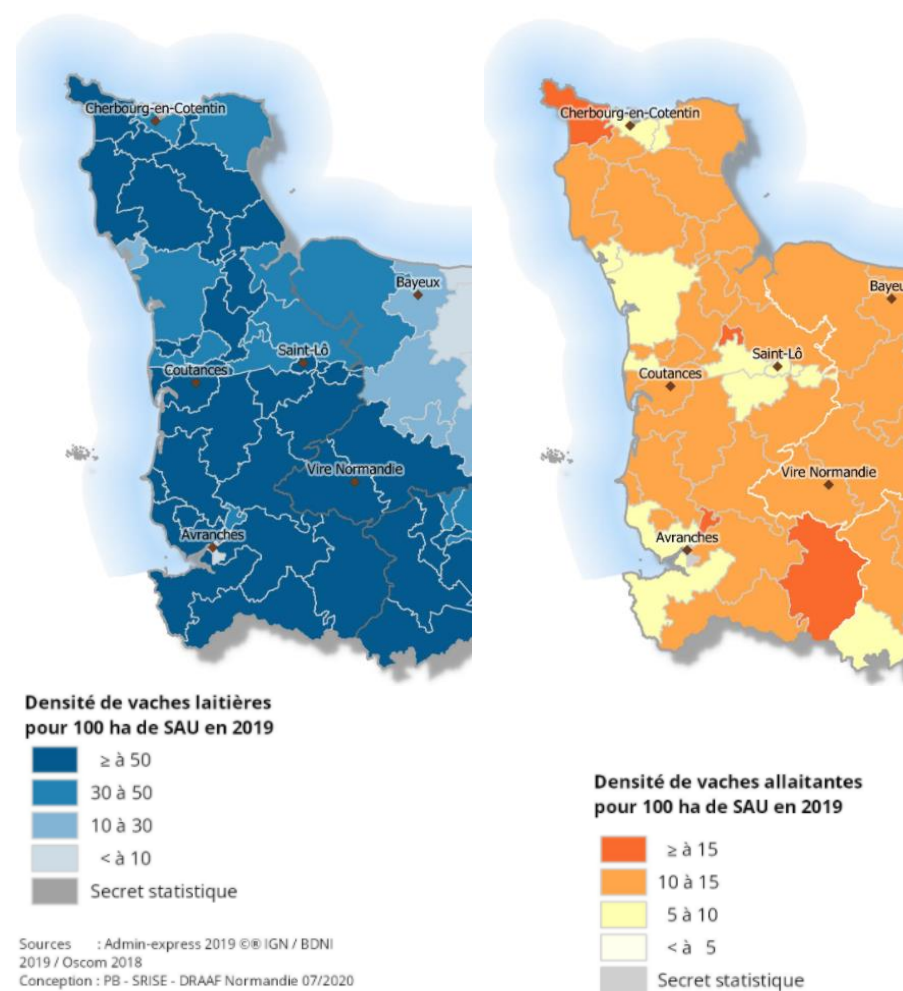 Cherbourg-en-Cotentin
Bayeux
Saint-Lô
Coutances
Vire Normandie
Avranches
Densité de vaches laitières
pour 100 ha de SAU en 2019
≥ à 50
30 à 50
10 à 30
< à 10
Secret statistique
Sources : Admin-express 2019 ©® IGN / BDNI
2019 / Oscom 2018
Conception : PB - SRISE - DRAAF Normandie 07/2020
Cherbourg-en-Cotentin
Bayeu
Saint-Lô
Coutances
Vire Normandie
Avranches
Densité de vaches allaitantes
pour 100 ha de SAU en 2019
≥ à 15
10 à 15
5 à 10
< à 5
Secret statistique